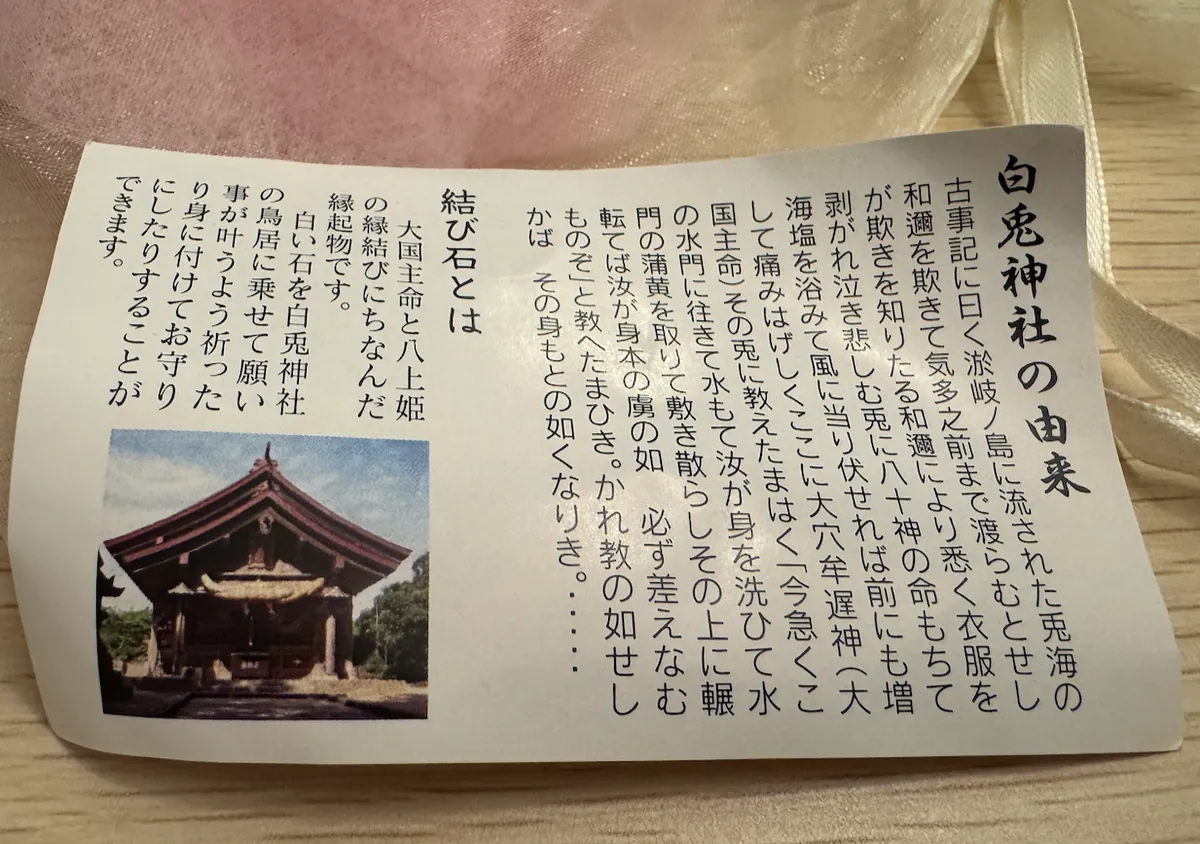 白兎神社の由来
古事記に曰く淤岐ノ島に流された兎海の
和邇を欺きて気多之前まで渡らむとせし
が欺きを知りたる和邇により悉く衣服を
剥がれ泣き悲しむ兎に八十神の命もちて
海塩を浴みて風に当り伏せれば前にも増
して痛みはげしくここに大穴牟遅神（大
国主命）その兎に教えたまはく「今急くこ
の水門に往きて水もて汝が身を洗ひて水
門の蒲黄を取りて敷き散らしその上に輾
転てば汝が身本の膚の如　必ず差えなむ
ものぞ」と教へたまひき。かれ教の如せし
かば　その身もとの如くなりき。・・・・・
結び石とは
大国主命と八上姫
の縁結びにちなんだ
縁起物です。
白い石を白兎神社
の鳥居に乗せて願い
事が叶うよう祈った
り身に付けてお守り
にしたりすることが
できます。